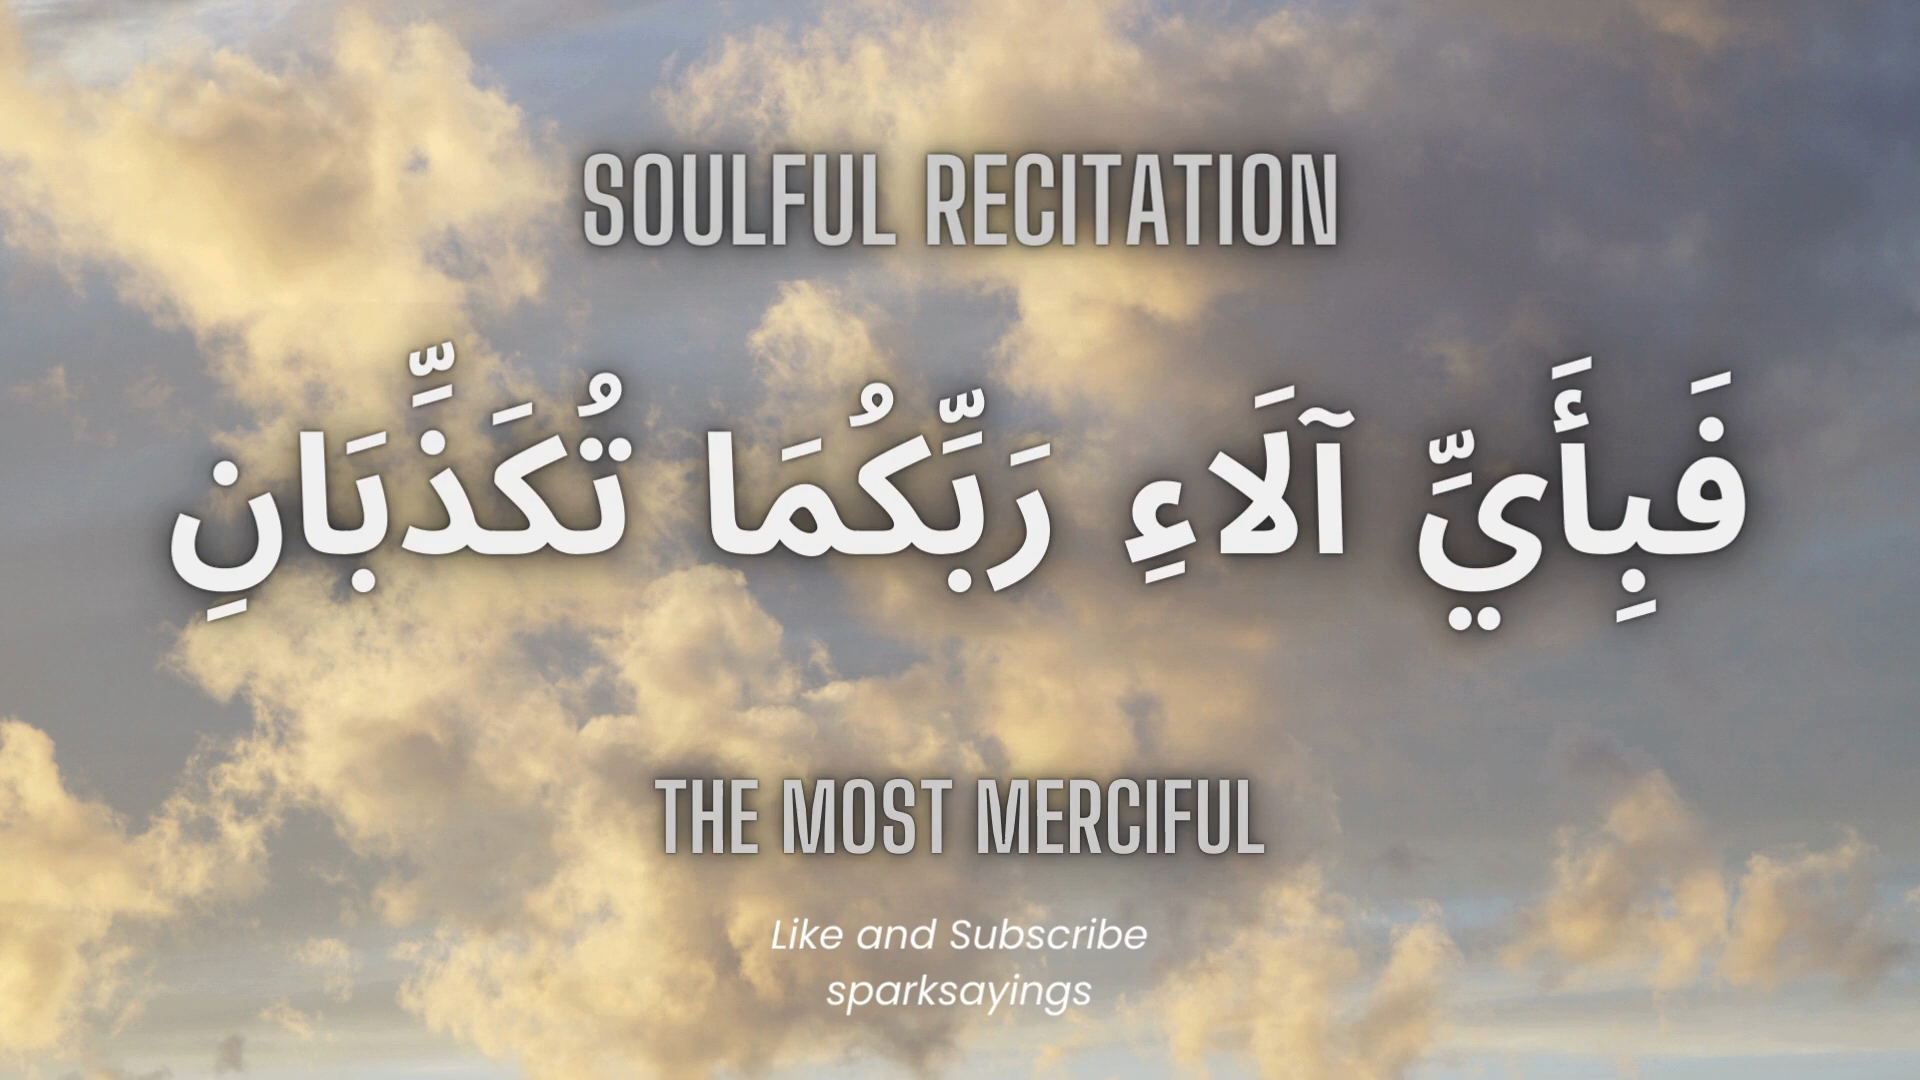 SOULFUL RECITATION
فَبِأَيِّ آلَاءِ رَبِّكُمَا تُكَذِّبَانِ
THE MOST MERCIFUL
Like and Subscribe
sparksayings